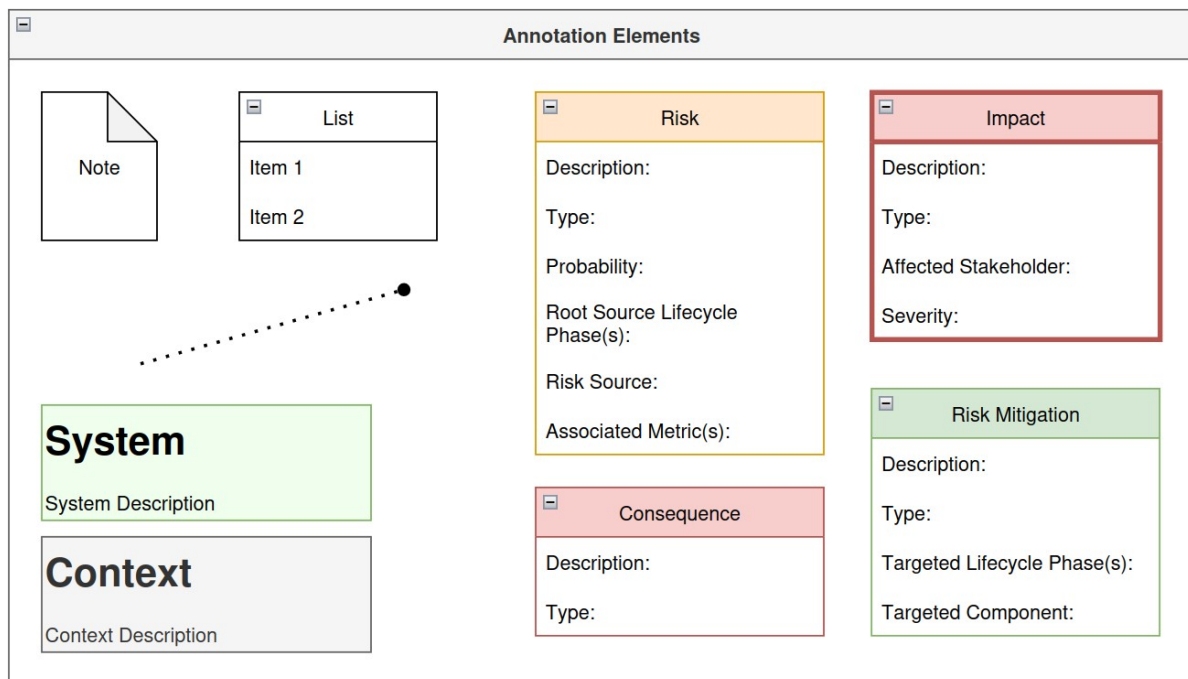 Annotation Elements
Note
List
Item 1
Item 2
System
System Description
Context
Context Description
Risk
Description:
Type:
Probability:
Root Source Lifecycle
Phase(s):
Risk Source:
Associated Metric(s):
Consequence
Description:
Type:
Impact
Description:
Type:
Affected Stakeholder:
Severity:
Risk Mitigation
Description:
Type:
Targeted Lifecycle Phase(s):
Targeted Component: